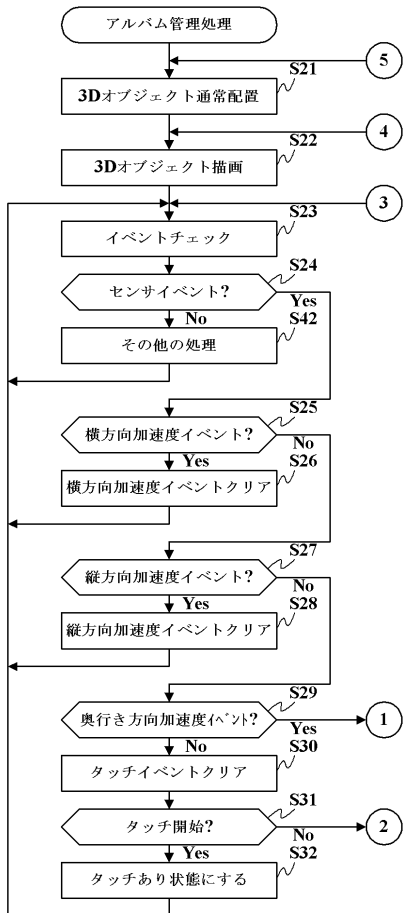 アルバム管理処理
5
S21
3Dオブジェクト通常配置
4
S22
3Dオブジェクト描画
3
S23
イベントチェック
S24
センサイベント?
Yes
No
S42
その他の処理
S25
横方向加速度イベント?
No
Yes
S26
横方向加速度イベントクリア
S27
縦方向加速度イベント?
No
Yes
S28
縦方向加速度イベントクリア
S29
奥行き方向加速度ｲﾍﾞﾝﾄ?
1
Yes
No
S30
タッチイベントクリア
S31
タッチ開始?
2
No
Yes
S32
タッチあり状態にする